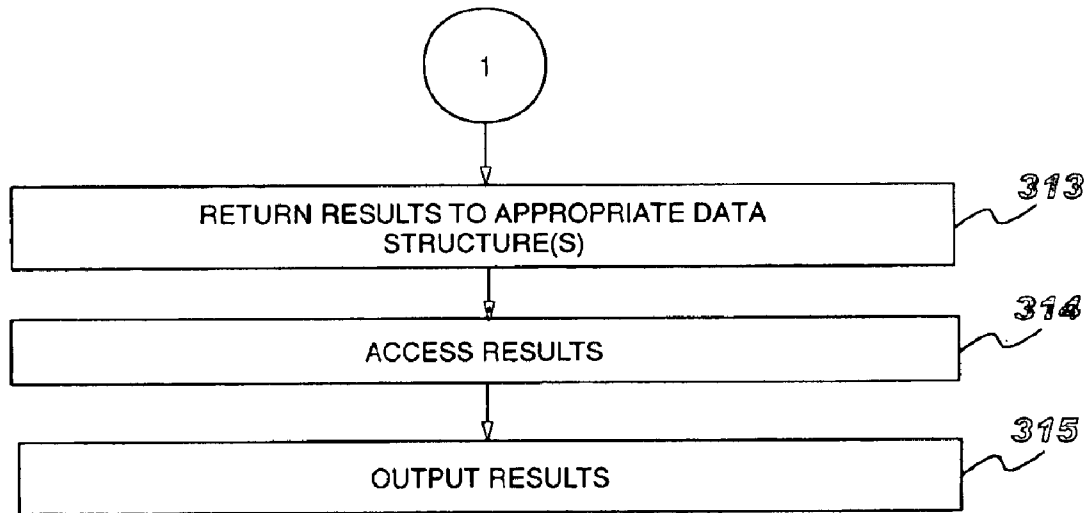 1
313
RETURN RESULTS TO APPROPRIATE DATA
STRUCTURE(S)
314
ACCESS RESULTS
315
OUTPUT RESULTS